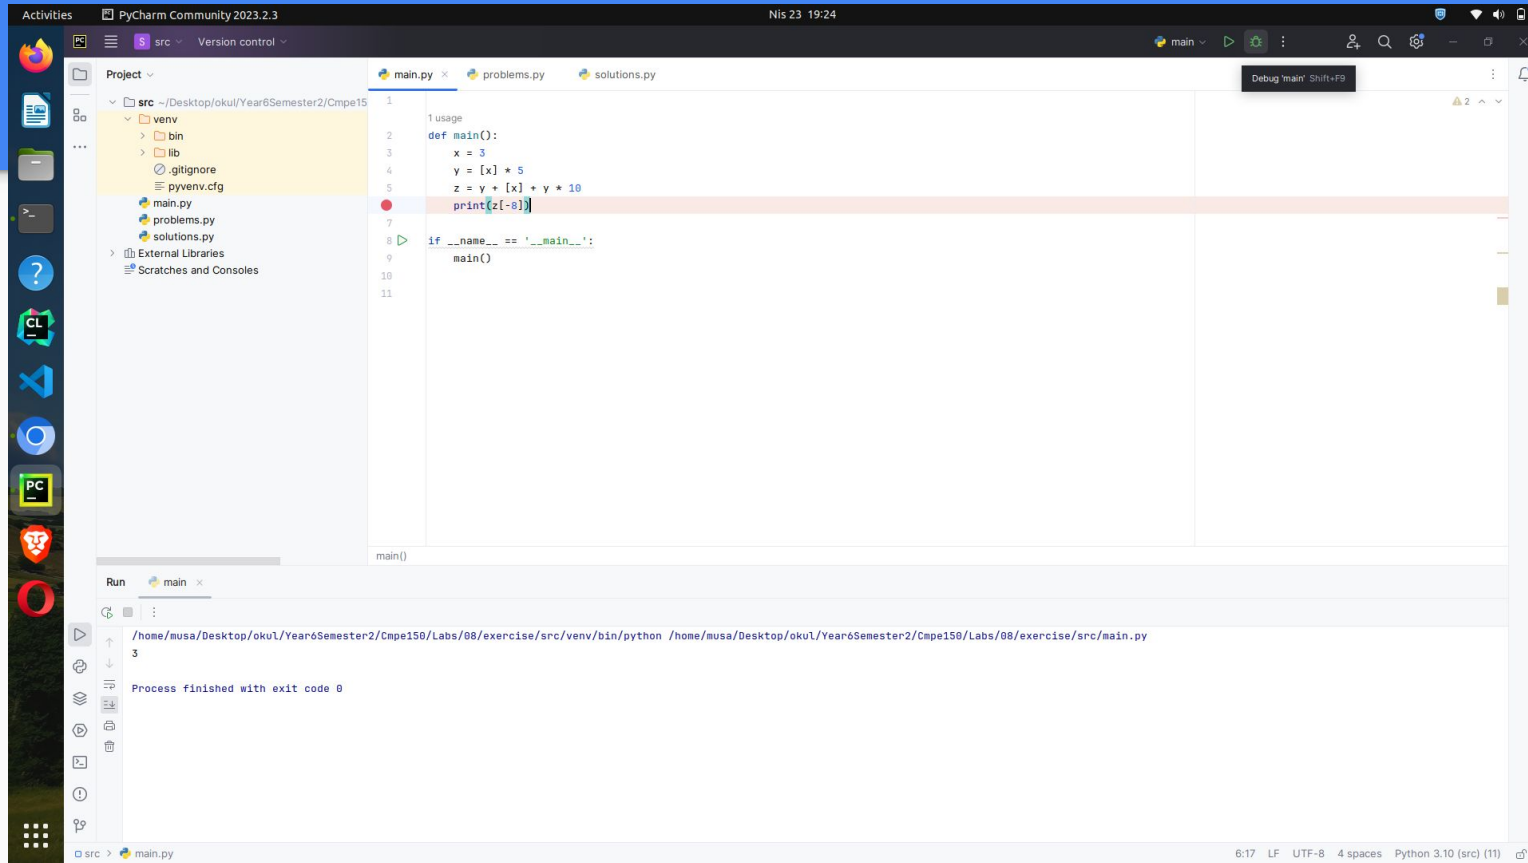 Activities PyCharm Community 2023.2.3 Nis 23 19:24
PC S src Version control main
Project main.py problems.py solutions.py
Debug 'main' Shift+F9
src ~/Desktop/okul/Year6Semester2/Cmpe15
venv
bin
lib
.gitignore
pyvenv.cfg
main.py
problems.py
solutions.py
External Libraries
Scratches and Consoles
2
1
1 usage
2 def main():
3 x = 3
4 y = [x] * 5
5 z = y + [x] + y * 10
print(z[-8])
7
8 if __name__ == '__main__':
9 main()
10
11
main()
CL
PC
Run main
/home/musa/Desktop/okul/Year6Semester2/Cmpe150/Labs/08/exercise/src/venv/bin/python /home/musa/Desktop/okul/Year6Semester2/Cmpe150/Labs/08/exercise/src/main.py
3
Process finished with exit code 0
src > main.py 6:17 LF UTF-8 4 spaces Python 3.10 (src) (11)